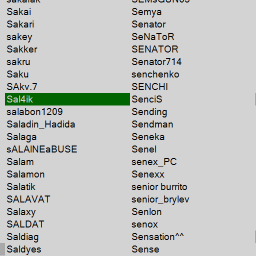 Sakai Semya
Sakari Senator
sakey SeNaToR
Sakker SENATOR
sakru Senator714
Saku senchenko
SAkv.7 SENCHI
Sal4ik SenciS
salabon1209 Sending
Saladin_Hadida Sendman
Salaga Seneka
sALAINEaBUSE Senel
Salam senex_PC
Salamon Senexx
Salatik senior burrito
SALAVAT senior_brylev
Salaxy Senlon
SALDAT senox
Saldiag Sensation^^
Saldyes Sense